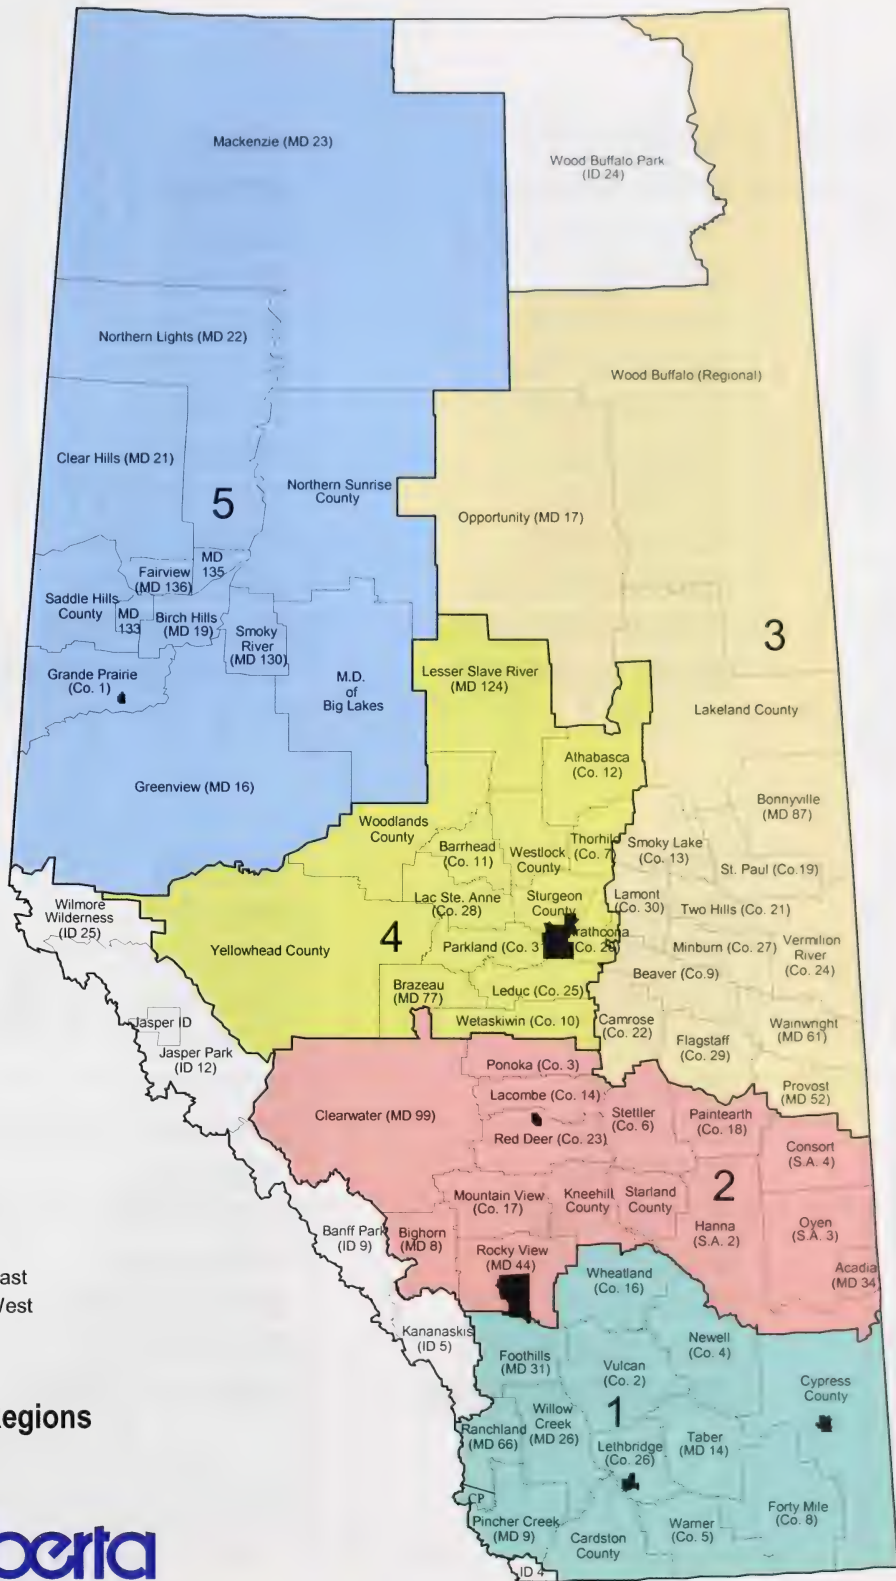 Mackenzie (MD 23)
Wood Buffalo Park
(ID 24)
Northern Lights (MD 22)
Wood Buffalo (Regional)
Clear Hills (MD 21)
5
Northern Sunrise
County
Opportunity (MD 17)
MD
135
Fairview
(MD 136)
Saddle Hills
County
MD
133
Birch Hills
(MD 19)
Smoky
River
(MD 130)
3
Grande Prairie
(Co. 1)
M.D.
of
Big Lakes
Lesser Slave River
(MD 124)
Lakeland County
Greenview (MD 16)
Athabasca
(Co. 12)
Bonnyville
(MD 87)
Woodlands
County
Barrhead
(Co. 11)
Westlock
County
Thorhild
(Co. 7)
Smoky Lake
(Co. 13)
St. Paul (Co.19)
Wilmore
Wilderness
(ID 25)
Lac Ste. Anne
(Co. 28)
Sturgeon
County
Lamont
(Co. 30)
Two Hills (Co. 21)
Yellowhead County
4
Parkland (Co. 3
Minburn (Co. 27)
Vermilion
River
(Co. 24)
Beaver (Co.9)
Brazeau
(MD 77)
Leduc (Co. 25)
Wetaskiwin (Co. 10)
Camrose
(Co. 22)
Flagstaff
(Co. 29)
Wainwright
(MD 61)
Jasper ID
Jasper Park
(ID 12)
Ponoka (Co. 3)
Provost
(MD 52)
Clearwater (MD 99)
Lacombe (Co. 14)
Stettler
(Co. 6)
Paintearth
(Co. 18)
Red Deer (Co. 23)
Consort
(S.A. 4)
Mountain View
(Co. 17)
Kneehill
County
Starland
County
2
Hanna
(S.A. 2)
Oyen
(S.A. 3)
Banff Park
(ID 9)
Bighorn
(MD 8)
Rocky View
(MD 44)
Acadia
(MD 34)
Wheatland
(Co. 16)
ast
Kananaskis
(ID 5)
Foothills
(MD 31)
Newell
(Co. 4)
Vulcan
(Co. 2)
Cypress
County
egions
Willow
Creek
(MD 26)
1
Ranchland
(MD 66)
Lethbridge
(Co. 26)
Taber
(MD 14)
CP
Pincher Creek
(MD 9)
Cardston
County
Warner
(Co. 5)
Forty Mile
(Co. 8)
ID 4
berta